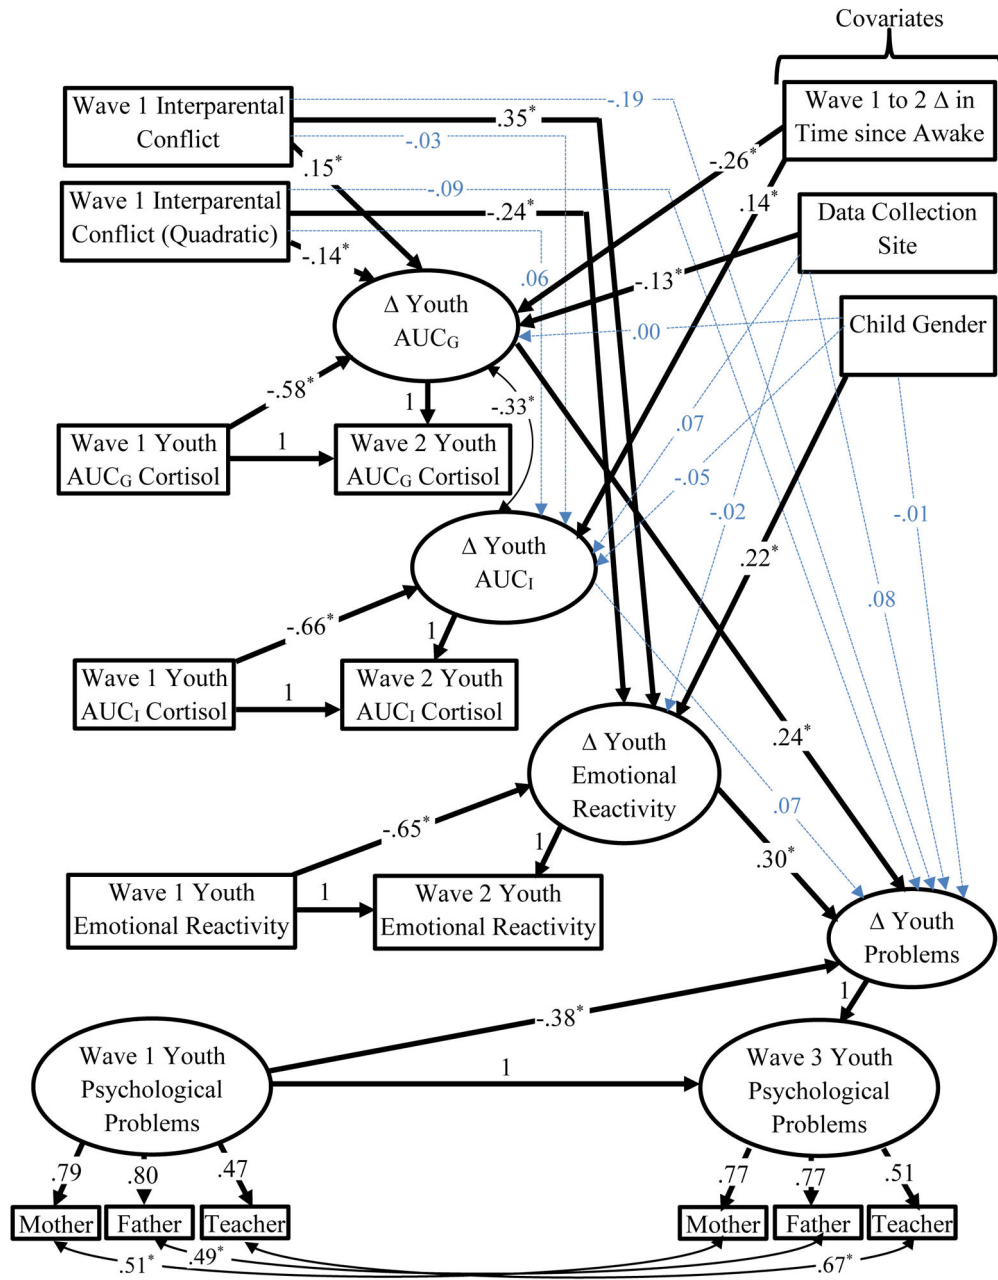 Covariates
Wave 1 Interparental
Conflict
Wave 1 to 2 Δ in
Time since Awake
-.19
.35*
-.03
.15*
-.26*
Wave 1 Interparental
Conflict (Quadratic)
-.09
-.24*
-.14*
.14*
Data Collection
Site
.06
-.13*
Δ Youth
AUCG
.00
Child Gender
-.58*
1
-.33*
Wave 1 Youth
AUCG Cortisol
1
Wave 2 Youth
AUCG Cortisol
.07
-.05
-.02
-.01
Δ Youth
AUCI
.22*
.08
-.66*
1
Wave 1 Youth
AUCI Cortisol
1
Wave 2 Youth
AUCI Cortisol
Δ Youth
Emotional
Reactivity
.24*
.07
-.65*
1
.30*
Wave 1 Youth
Emotional Reactivity
1
Wave 2 Youth
Emotional Reactivity
Δ Youth
Problems
-.38*
1
Wave 1 Youth
Psychological
Problems
1
Wave 3 Youth
Psychological
Problems
.79
.80
.47
.77
.77
.51
Mother
Father
Teacher
Mother
Father
Teacher
.51*
.49*
.67*